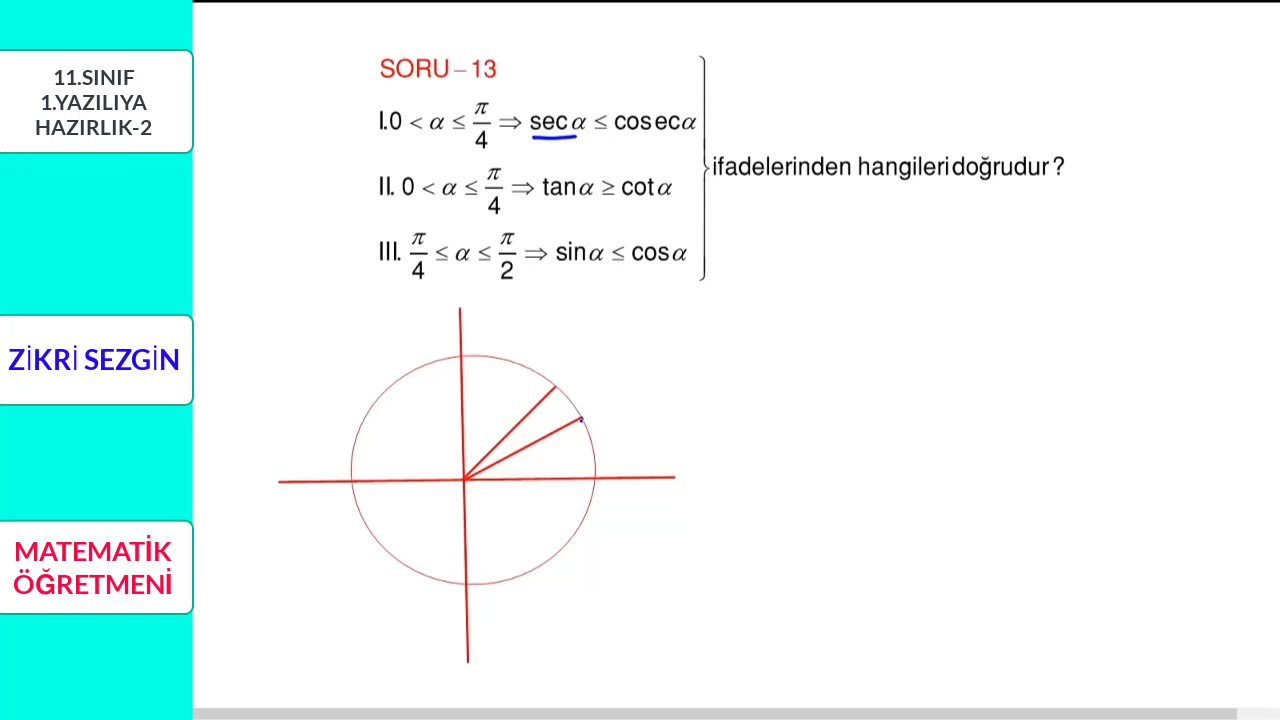 11.SINIF
1.YAZILIYA
HAZIRLIK-2
ZİKRİ SEZGİN
MATEMATİK
ÖĞRETMENİ
SORU – 13
I.0 < α ≤ π/4 ⇒ sec α ≤ cosecα
II. 0 < α ≤ π/4 ⇒ tanα ≥ cotα
III. π/4 ≤ α ≤ π/2 ⇒ sinα ≤ cosα
ifadelerinden hangileri doğrudur ?